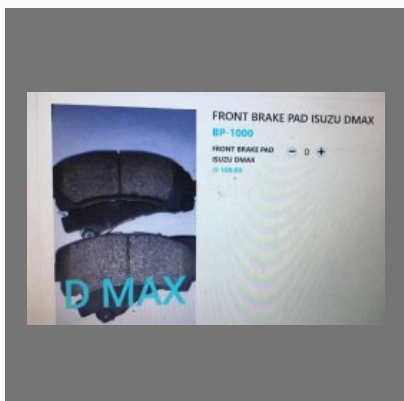 FRONT BRAKE PAD ISUZU DMAX
BP-1000
FRONT BRAKE PAD
ISUZU DMAX
0
D MAX